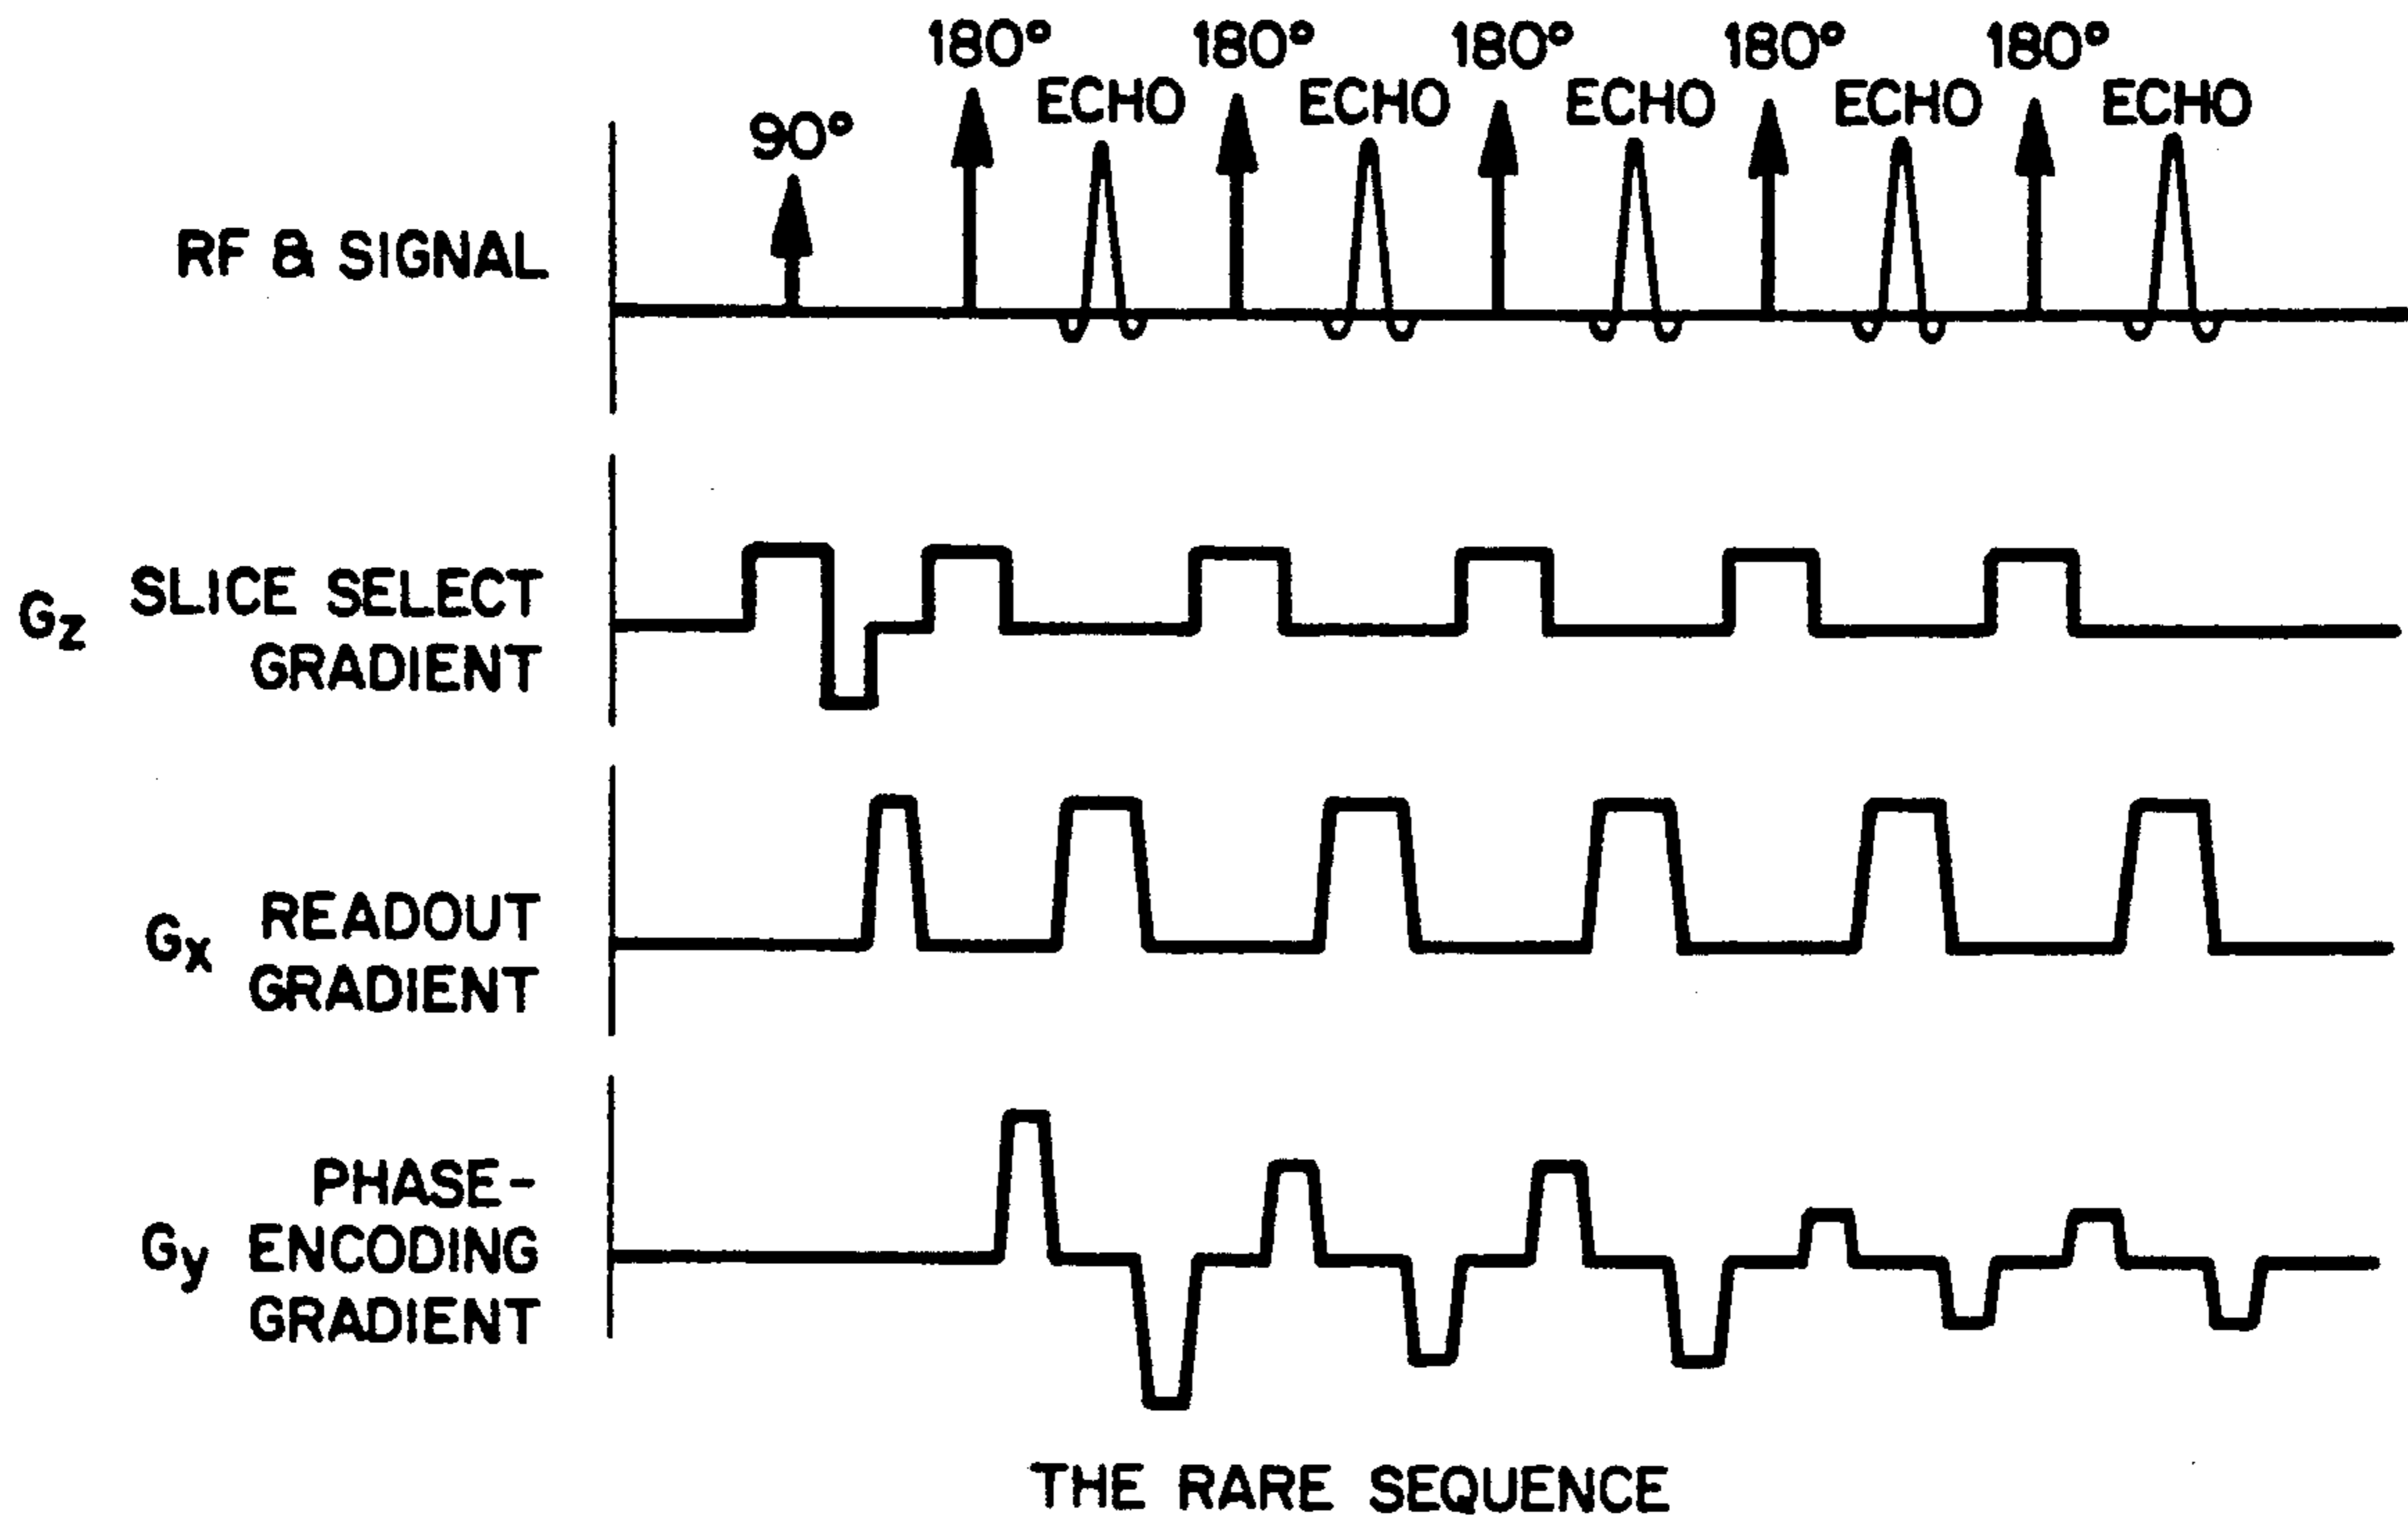 180° 180° 180° 180° 180°
90° ECHO ECHO ECHO ECHO ECHO
RF & SIGNAL
Gz SLICE SELECT
GRADIENT
Gx READOUT
GRADIENT
PHASE-
Gy ENCODING
GRADIENT
THE RARE SEQUENCE